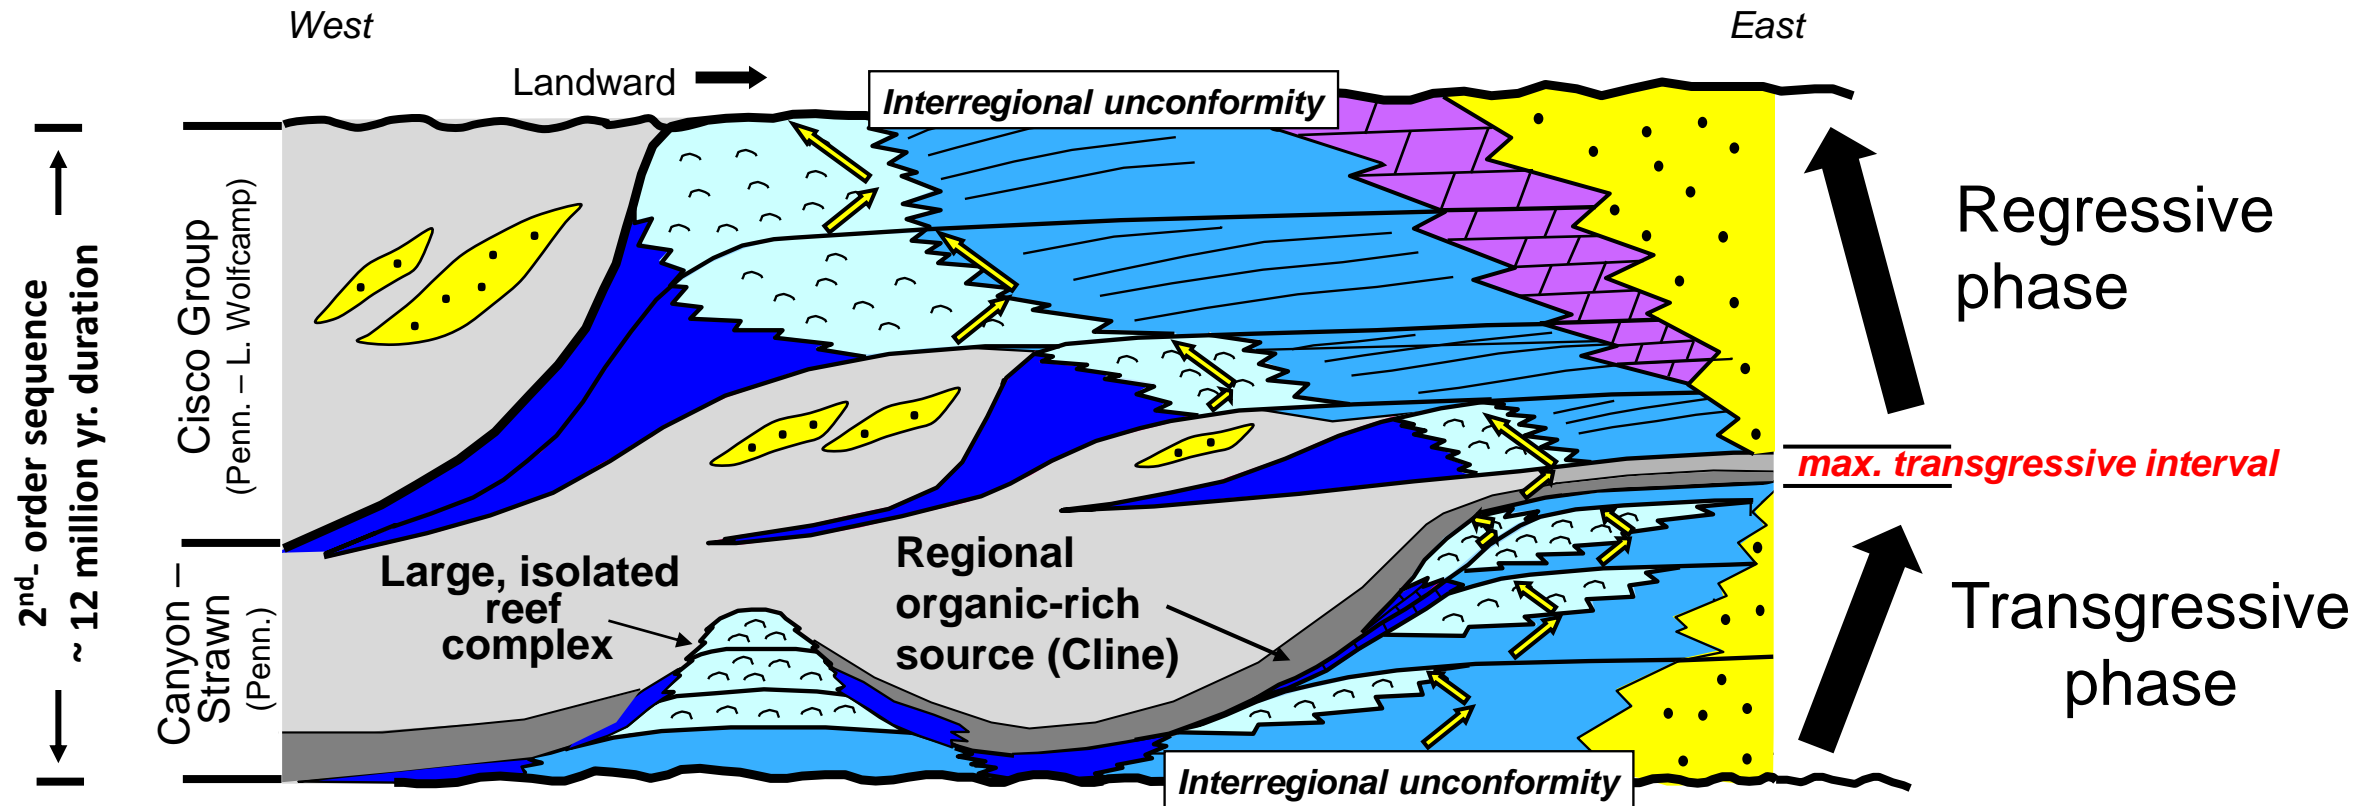 West
East
Landward
Interregional unconformity
2nd- order sequence
~ 12 million yr. duration
Cisco Group
(Penn. – L. Wolfcamp)
Canyon –
Strawn
(Penn.)
Regressive
phase
max. transgressive interval
Large, isolated
reef
complex
Regional
organic-rich
source (Cline)
Transgressive
phase
Interregional unconformity